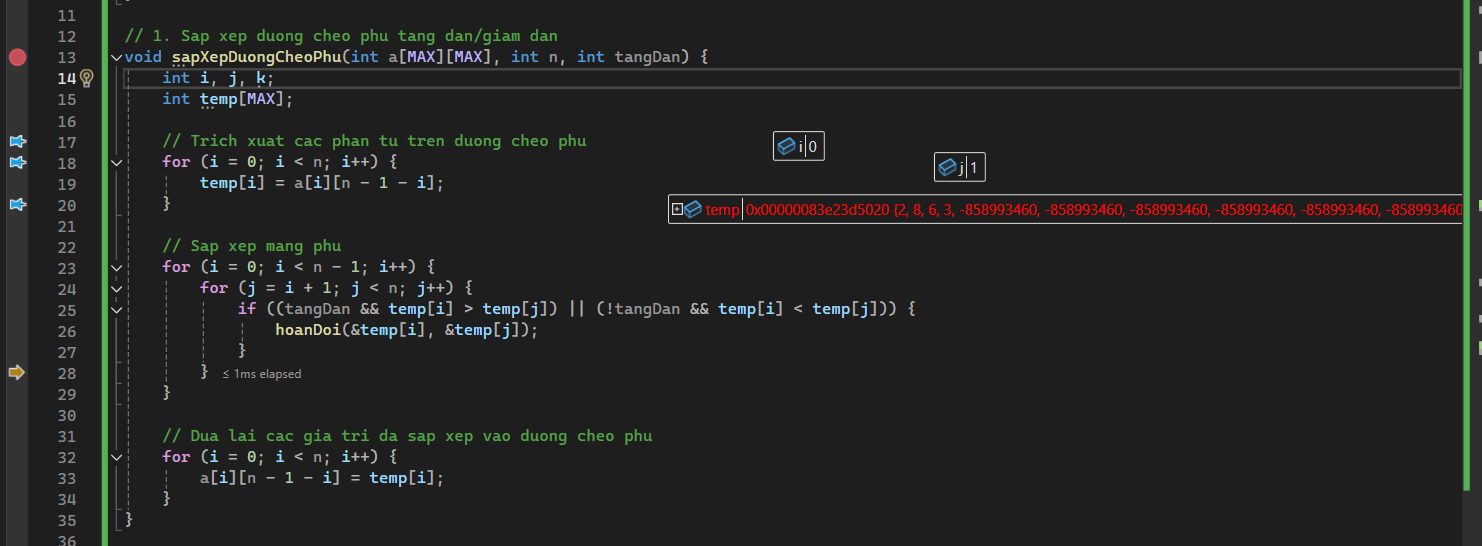 11
12 // 1. Sap xep duong cheo phu tang dan/giam dan
13 void sapXepDuongCheoPhu(int a[MAX][MAX], int n, int tangDan) {
14 int i, j, k;
15 int temp[MAX];
16
17 // Trich xuat cac phan tu tren duong cheo phu i 0
18 for (i = 0; i < n; i++) { j 1
19 temp[i] = a[i][n - 1 - i];
20 } temp 0x00000083e23d5020 {2, 8, 6, 3, -858993460, -858993460, -858993460, -858993460, -858993460, -858993460
21
22 // Sap xep mang phu
23 for (i = 0; i < n - 1; i++) {
24 for (j = i + 1; j < n; j++) {
25 if ((tangDan && temp[i] > temp[j]) || (!tangDan && temp[i] < temp[j])) {
26 hoanDoi(&temp[i], &temp[j]);
27 }
28 } ≤ 1ms elapsed
29 }
30
31 // Dua lai cac gia tri da sap xep vao duong cheo phu
32 for (i = 0; i < n; i++) {
33 a[i][n - 1 - i] = temp[i];
34 }
35 }
36